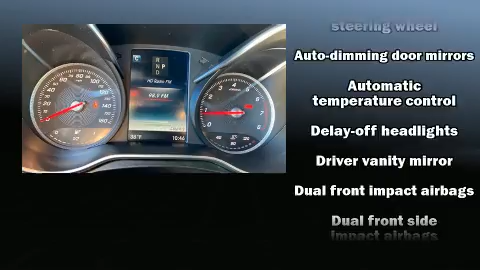 steering wheel
Auto-dimming door mirrors
Automatic
temperature control
Delay-off headlights
Driver vanity mirror
Dual front impact airbags
Dual front side
impact airbags
R
N
P
D
HD Radio FM
88.9 FM
10:46